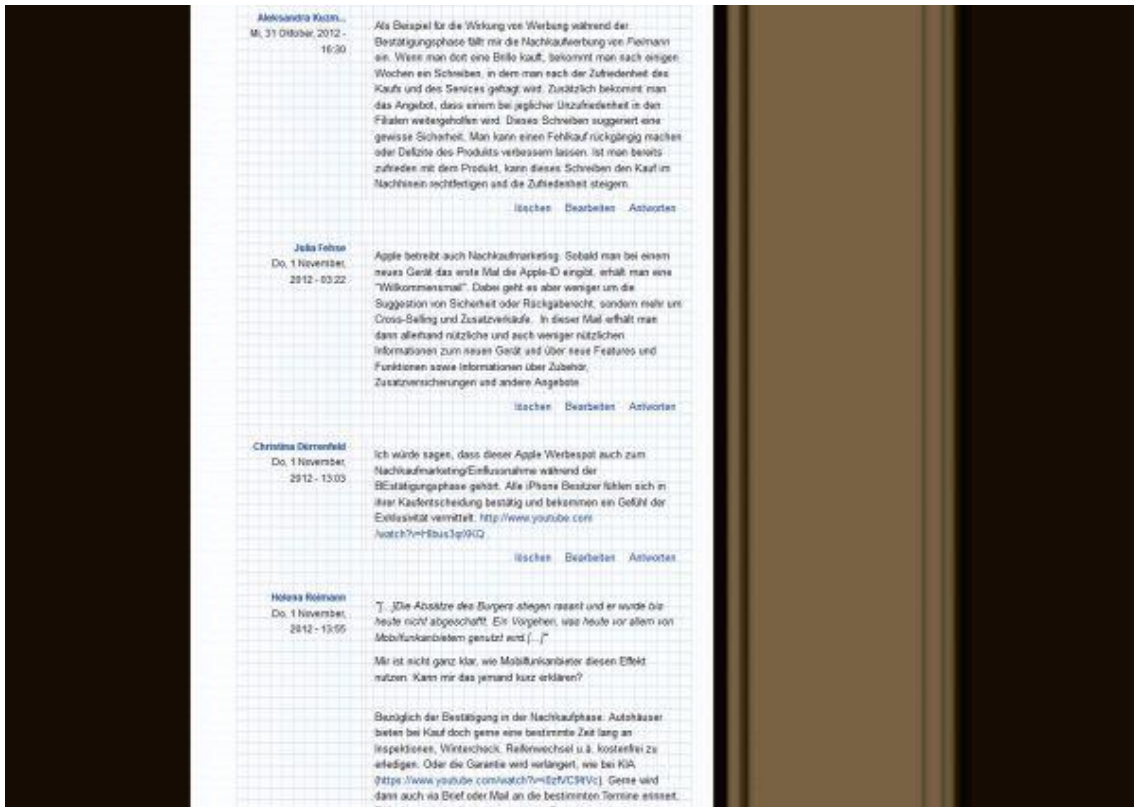 Aleksandra Kuzm...
Mi, 31 Oktober, 2012 -
16:30
Als Beispiel für die Wirkung von Werbung während der
Bestätigungsphase fällt mir die Nachkaufwerbung von Fielmann
ein. Wenn man dort eine Brille kauft, bekommt man nach einigen
Wochen ein Schreiben, in dem man nach der Zufriedenheit des
Kaufs und des Services gefragt wird. Zusätzlich bekommt man
das Angebot, dass einem bei jeglicher Unzufriedenheit in den
Filialen weitergeholfen wird. Dieses Schreiben suggeriert eine
gewisse Sicherheit. Man kann einen Fehlkauf rückgängig machen
oder Defizite des Produkts verbessern lassen. Ist man bereits
zufrieden mit dem Produkt, kann dieses Schreiben den Kauf im
Nachhinein rechtfertigen und die Zufriedenheit steigern.
löschen Bearbeiten Antworten
Julia Fehse
Do, 1 November,
2012 - 03:22
Apple betreibt auch Nachkaufmarketing. Sobald man bei einem
neues Gerät das erste Mal die Apple-ID eingibt, erhält man eine
"Willkommensmail". Dabei geht es aber weniger um die
Suggestion von Sicherheit oder Rückgaberecht, sondern mehr um
Cross-Selling und Zusatzverkäufe. In dieser Mail erhält man
dann allerhand nützliche und auch weniger nützlichen
Informationen zum neuen Gerät und über neue Features und
Funktionen sowie Informationen über Zubehör,
Zusatzversicherungen und andere Angebote
löschen Bearbeiten Antworten
Christina Dürrenfeld
Do, 1 November,
2012 - 13:03
Ich würde sagen, dass dieser Apple Werbespot auch zum
Nachkaufmarketing/Einflussnahme während der
BEstätigungsphase gehört. Alle iPhone Besitzer fühlen sich in
ihrer Kaufentscheidung bestätig und bekommen ein Gefühl der
Exklusivität vermittelt. http://www.youtube.com
löschen Bearbeiten Antworten
Helena Reimann
Do, 1 November,
2012 - 13:55
"[...]Die Absätze des Burgers stiegen rasant und er wurde bis
heute nicht abgeschafft. Ein Vorgehen, was heute vor allem von
Mobilfunkanbietern genutzt wird.[...]"
Mir ist nicht ganz klar, wie Mobilfunkanbieter diesen Effekt
nutzen. Kann mir das jemand kurz erklären?
Bezüglich der Bestätigung in der Nachkaufphase: Autohäuser
bieten bei Kauf doch gerne eine bestimmte Zeit lang an
Inspektionen, Wintercheck, Reifenwechsel u.ä. kostenfrei zu
erledigen. Oder die Garantie wird verlängert, wie bei KIA
Gerne wird
dann auch via Brief oder Mail an die bestimmten Termine erinnert.